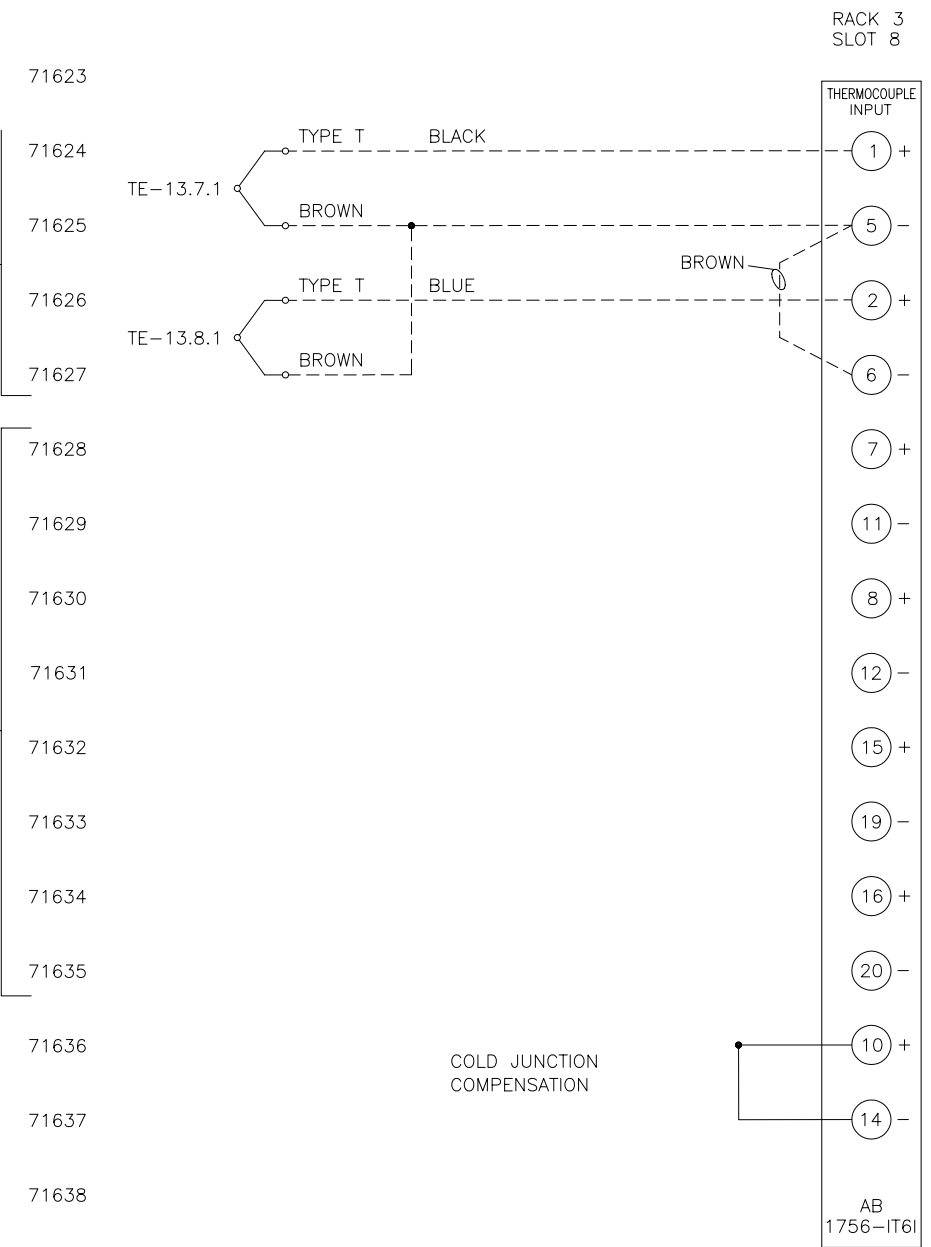 RACK 3
SLOT 8
71623
THERMOCOUPLE
INPUT
71624
TYPE T
BLACK
1 +
TE-13.7.1
71625
BROWN
5 -
BROWN
71626
TYPE T
BLUE
2 +
TE-13.8.1
71627
BROWN
6 -
71628
7 +
71629
11 -
71630
8 +
71631
12 -
71632
15 +
71633
19 -
71634
16 +
71635
20 -
71636
10 +
COLD JUNCTION
COMPENSATION
71637
14 -
71638
AB
1756-IT6I